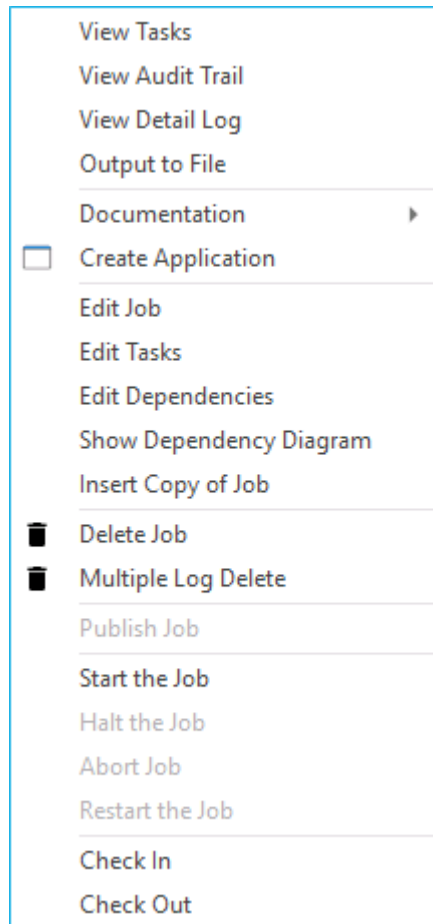 View Tasks
View Audit Trail
View Detail Log
Output to File
Documentation
Create Application
Edit Job
Edit Tasks
Edit Dependencies
Show Dependency Diagram
Insert Copy of Job
Delete Job
Multiple Log Delete
Publish Job
Start the Job
Halt the Job
Abort Job
Restart the Job
Check In
Check Out